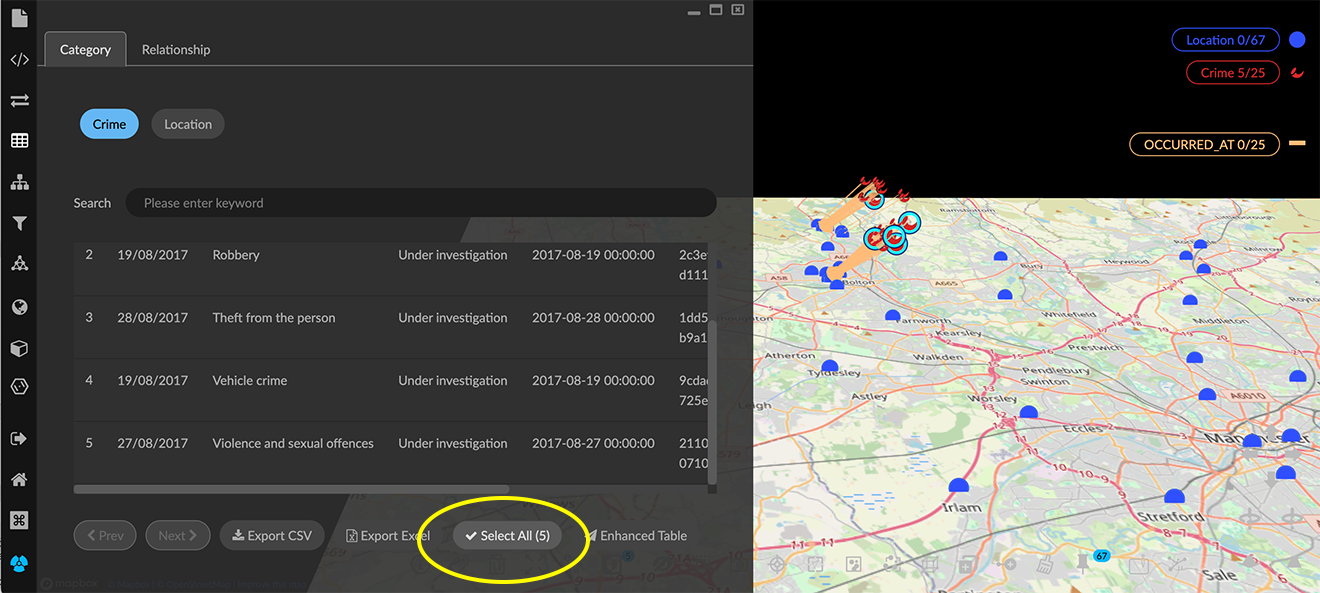 Category Relationship
Crime Location
Search Please enter keyword
2 19/08/2017 Robbery Under investigation 2017-08-19 00:00:00 2c3e
d111
3 28/08/2017 Theft from the person Under investigation 2017-08-28 00:00:00 1dd5
b9a1
4 19/08/2017 Vehicle crime Under investigation 2017-08-19 00:00:00 9cda
725e
5 27/08/2017 Violence and sexual offences Under investigation 2017-08-27 00:00:00 2110
0710
Prev Next Export CSV Export Excel Select All (5) Enhanced Table
mapbox
Location 0/67
Crime 5/25
OCCURRED_AT 0/25
Ramsbottom
Littleborough
Milnrow
Bury
Heywood
A58
A665
Bolton
Farnworth
Whitefield
Middleton
Kearsley
Prestwich
Atherton
Walkden
Pendlebury
Tyldesley
Swinton
Astley
Worsley
A6010
Eccles
Manchester
Irlam
Stretford
Sale
67